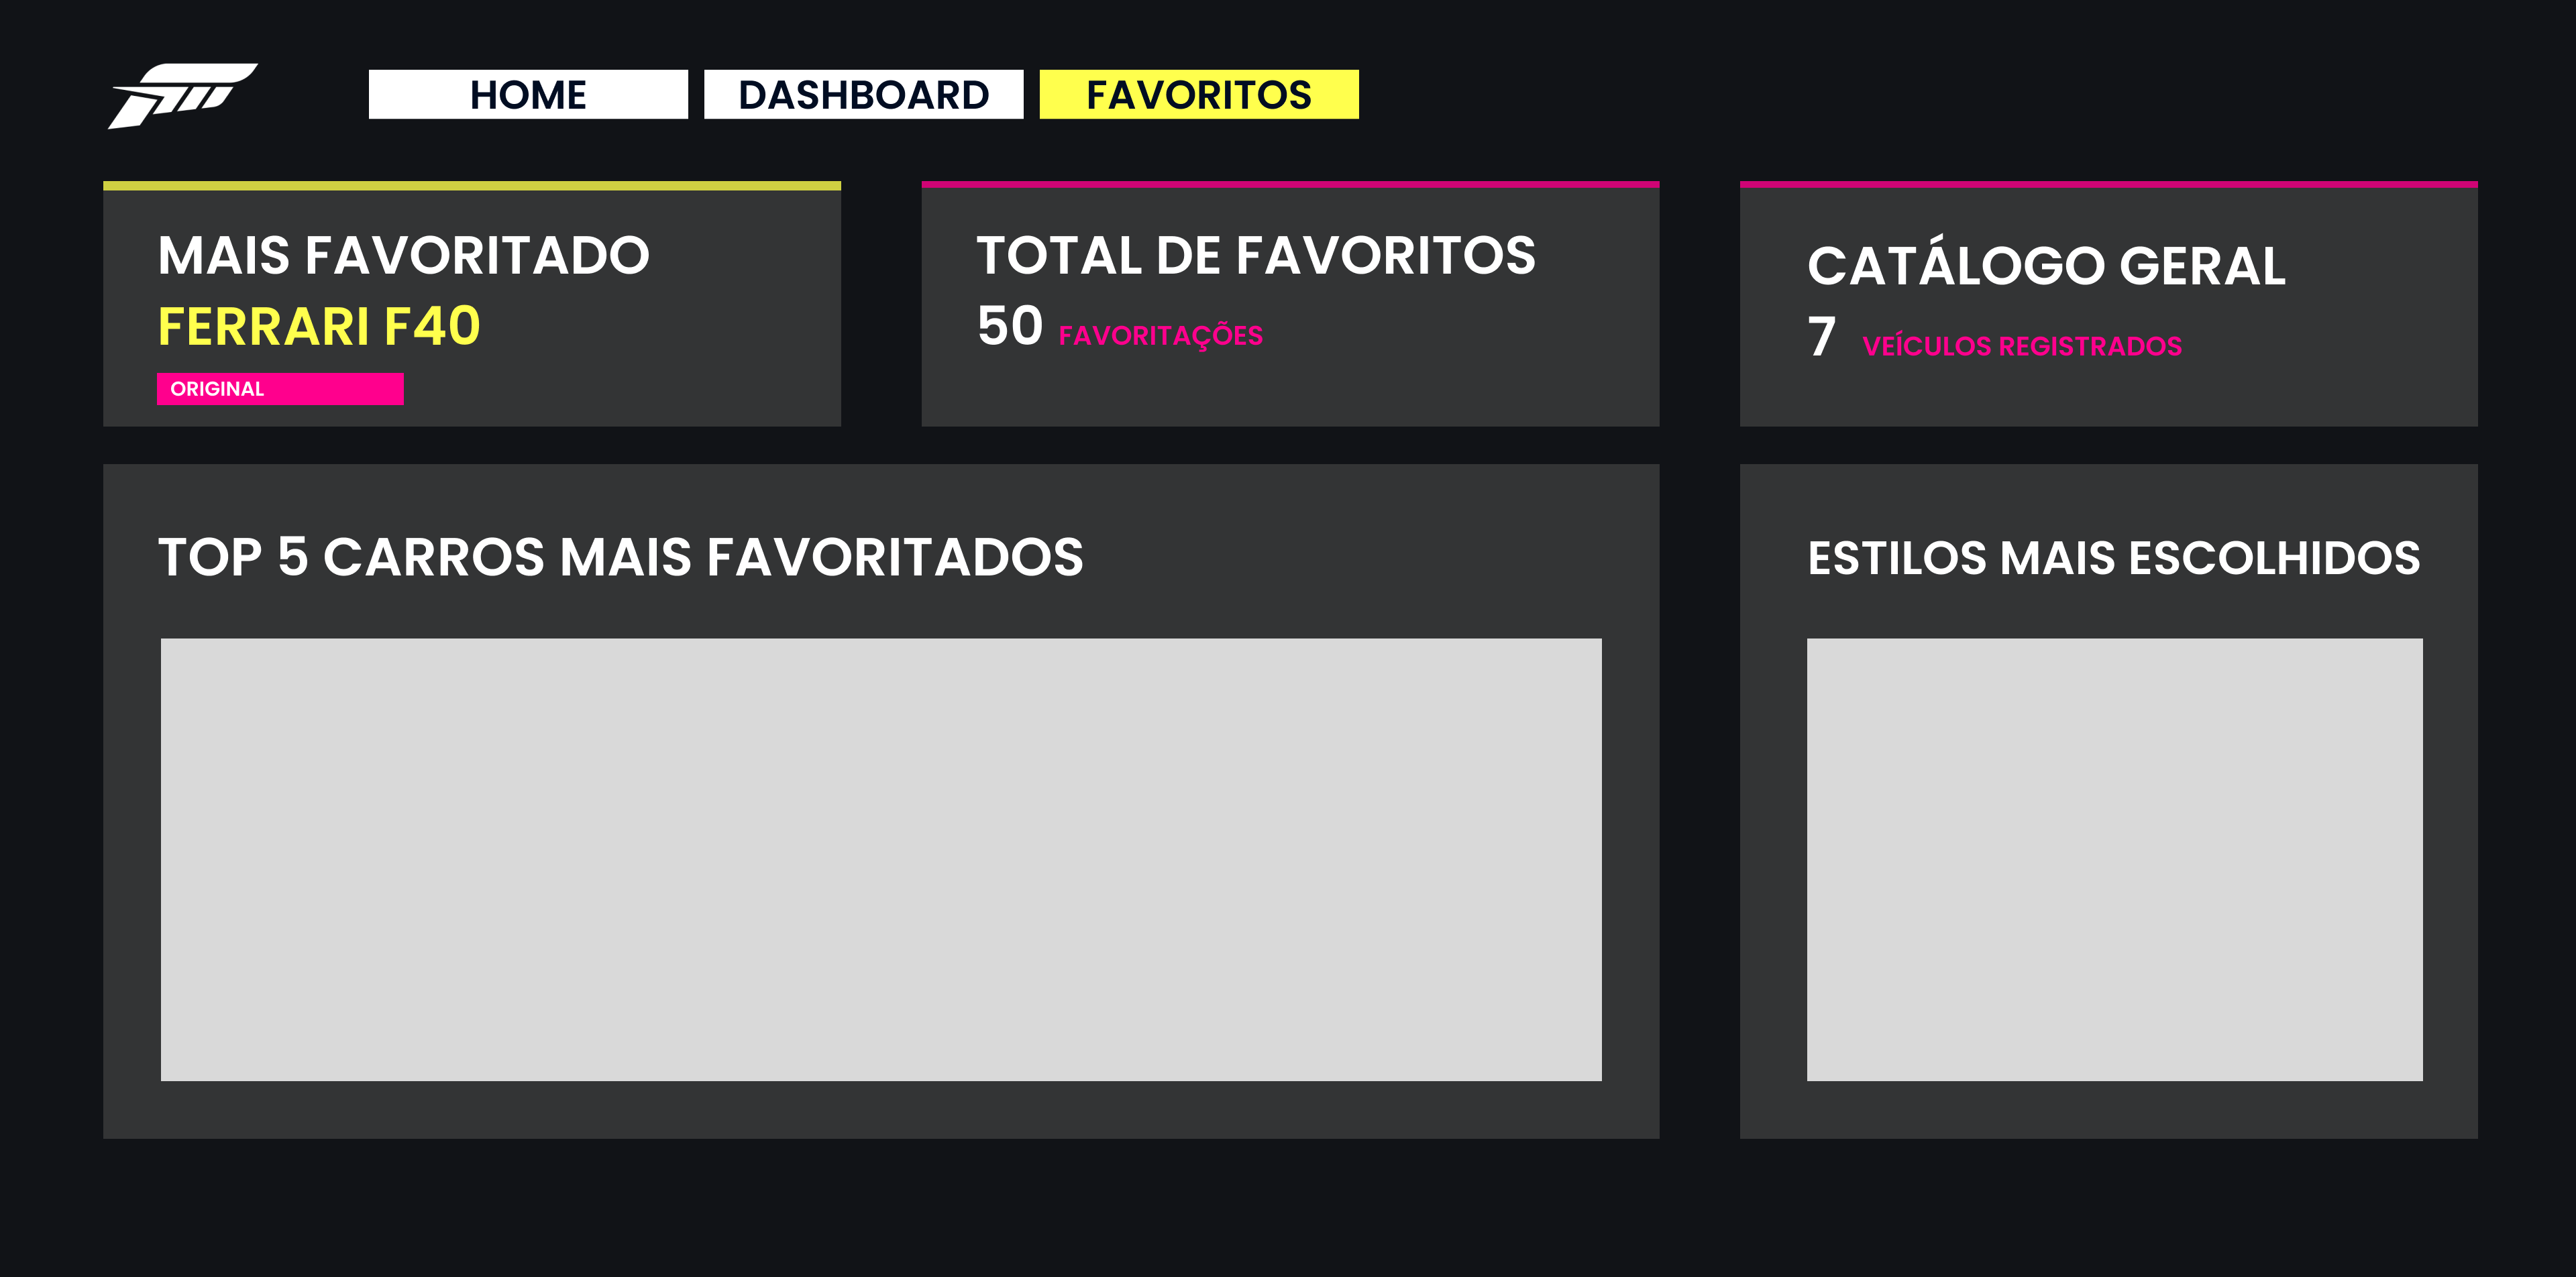 HOME
DASHBOARD
FAVORITOS
MAIS FAVORITADO
FERRARI F40
ORIGINAL
TOTAL DE FAVORITOS
50 FAVORITAÇÕES
CATÁLOGO GERAL
7 VEÍCULOS REGISTRADOS
TOP 5 CARROS MAIS FAVORITADOS
ESTILOS MAIS ESCOLHIDOS